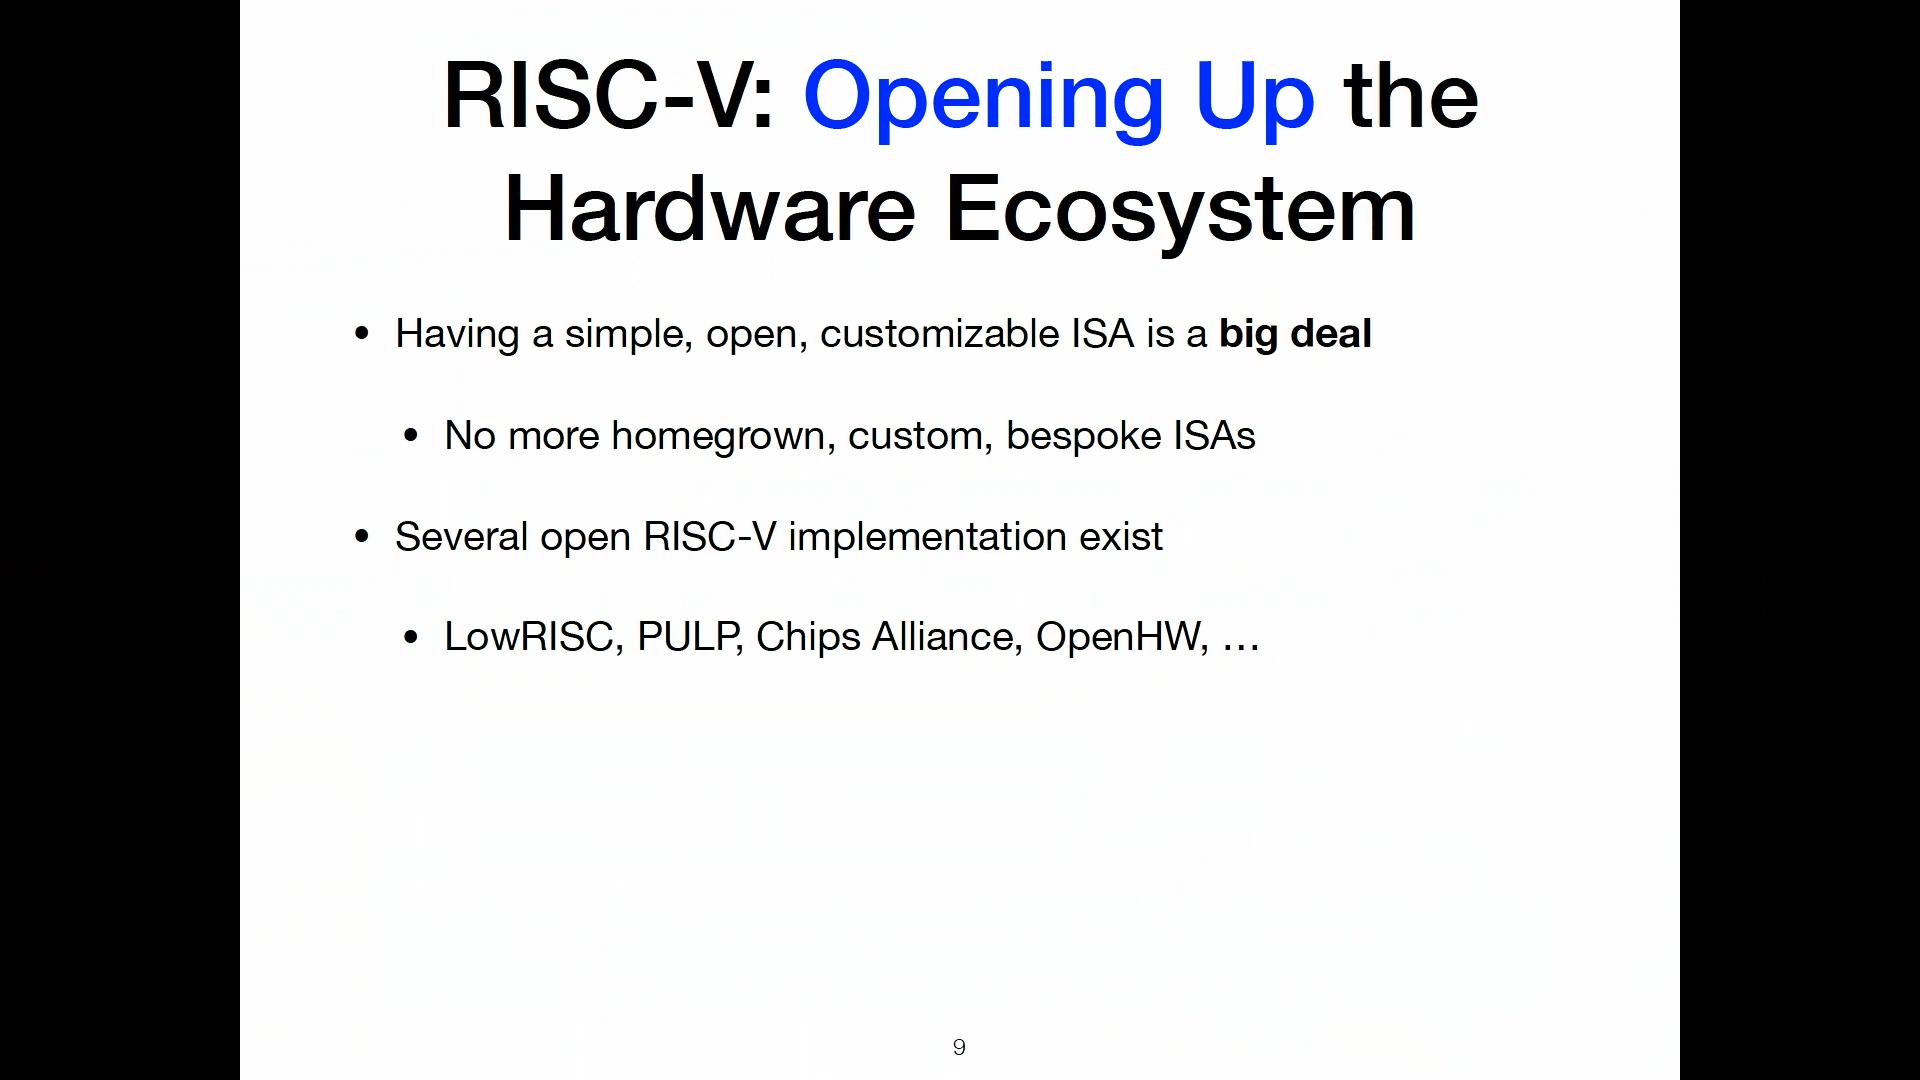 RISC-V: Opening Up the
Hardware Ecosystem
• Having a simple, open, customizable ISA is a big deal
• No more homegrown, custom, bespoke ISAs
• Several open RISC-V implementation exist
• LowRISC, PULP, Chips Alliance, OpenHW, …
9